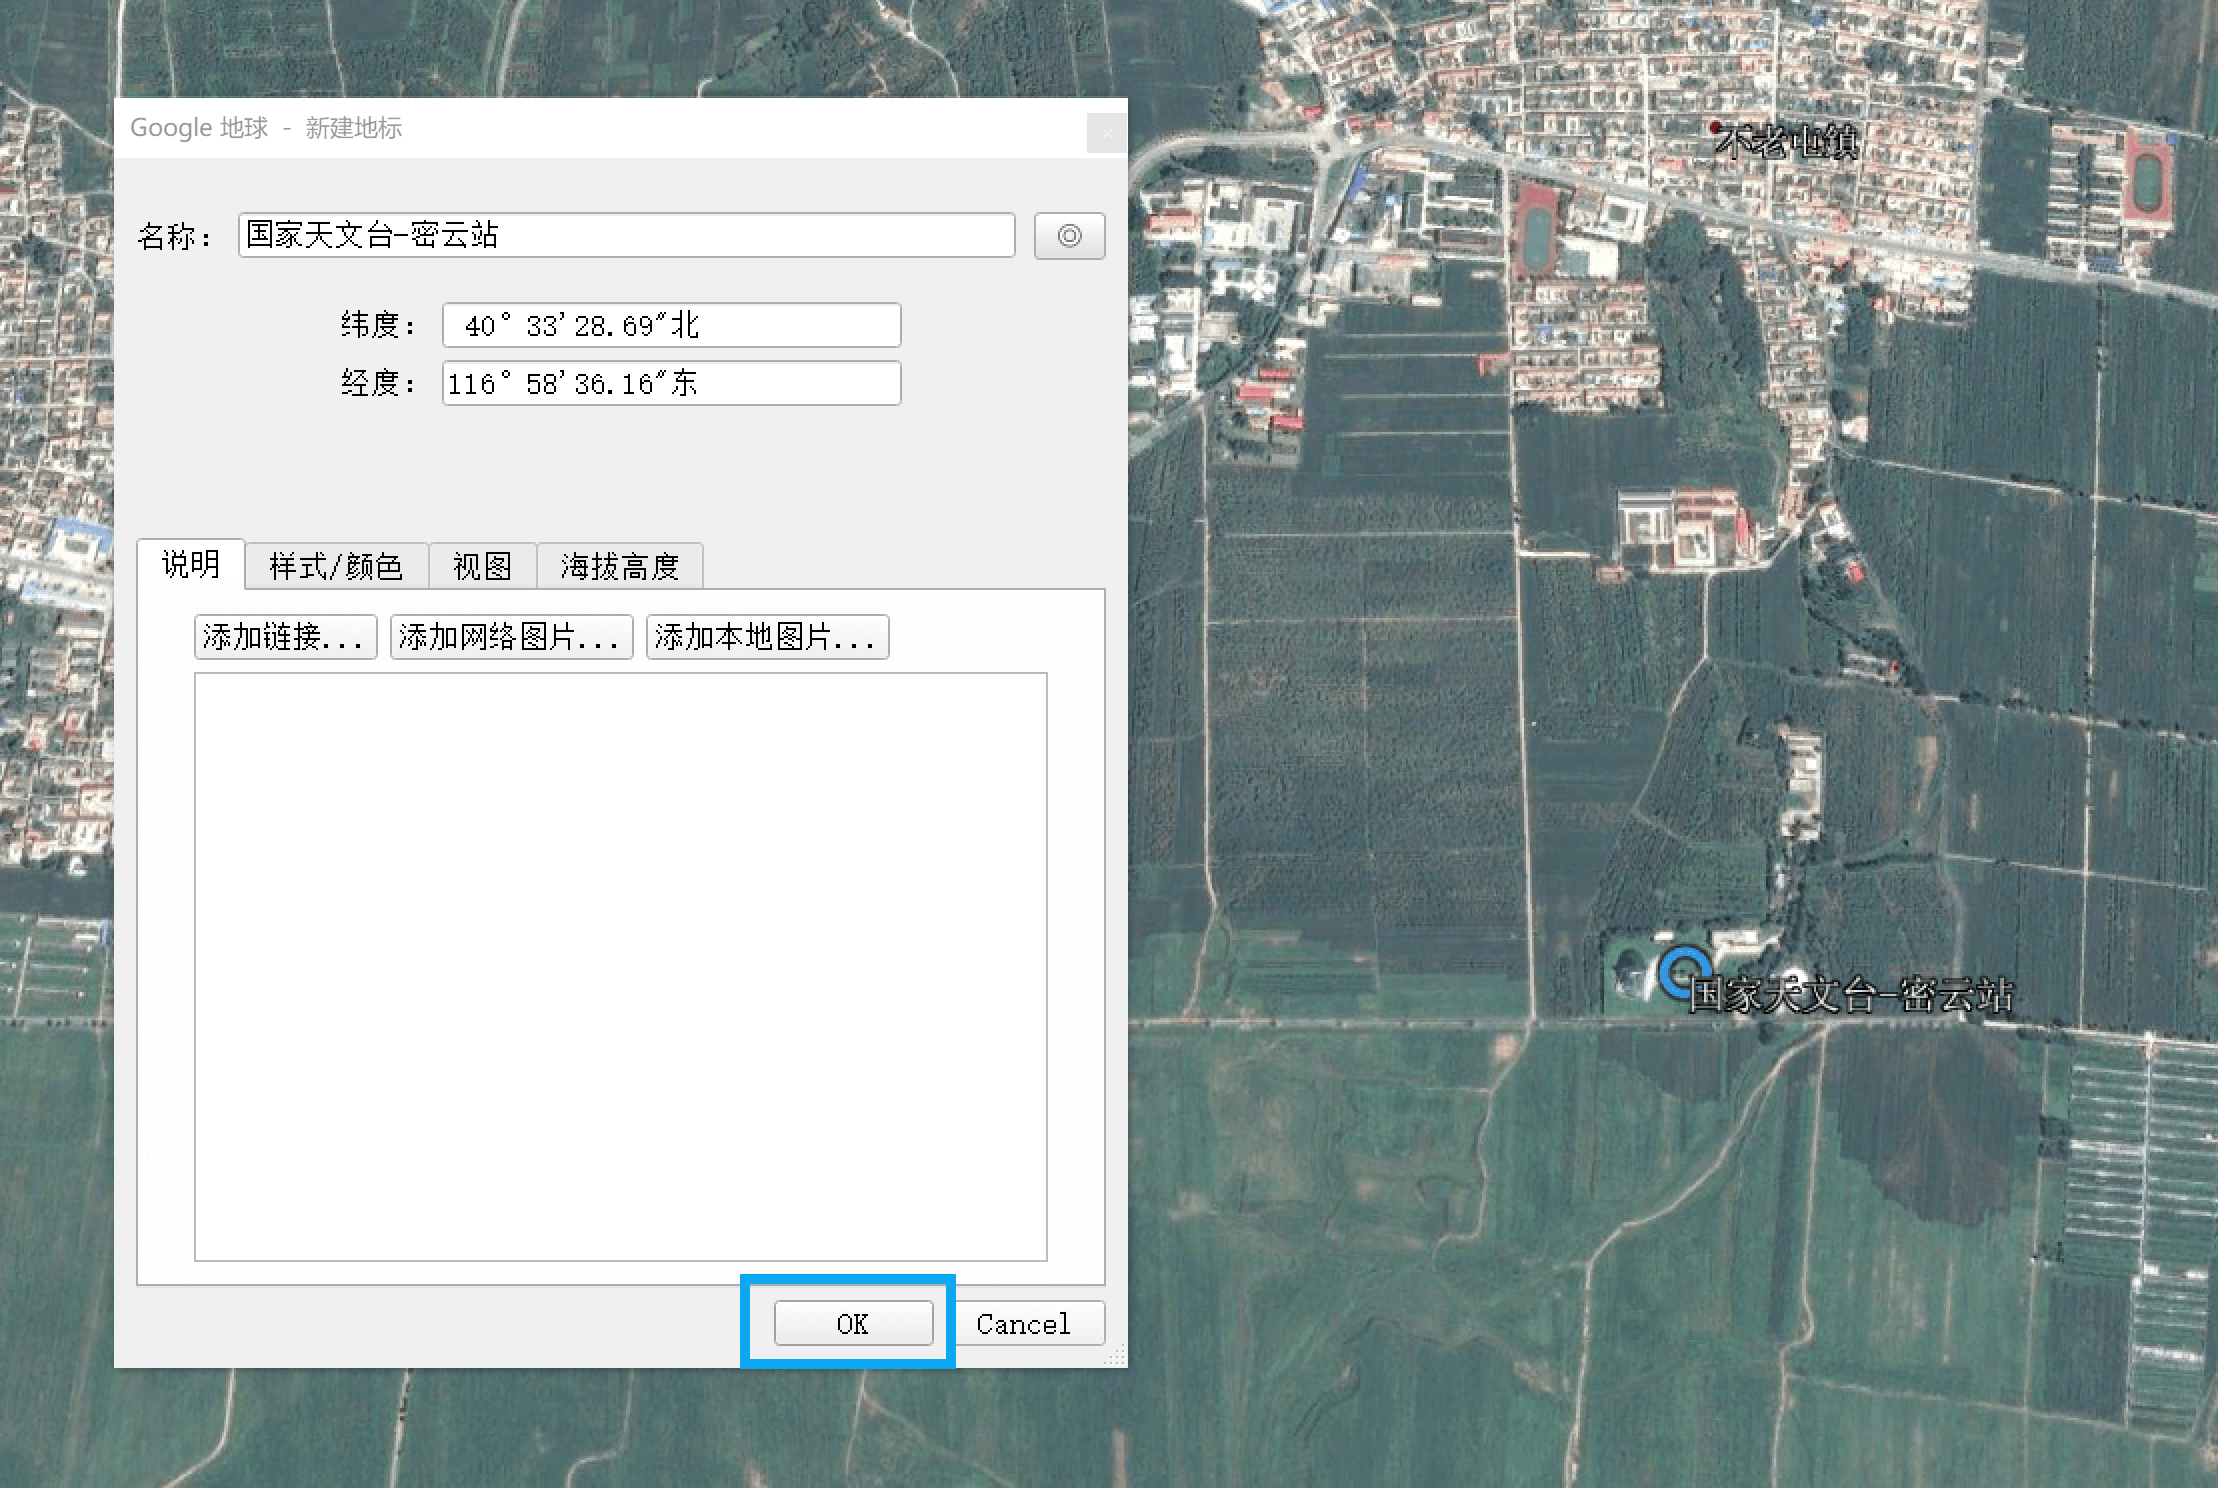 Google 地球 - 新建地标
名称：
国家天文台-密云站
纬度：
40° 33'28.69"北
经度：
116° 58'36.16"东
说明
样式/颜色
视图
海拔高度
添加链接...
添加网络图片...
添加本地图片...
OK
Cancel
不老屯镇
国家天文台-密云站